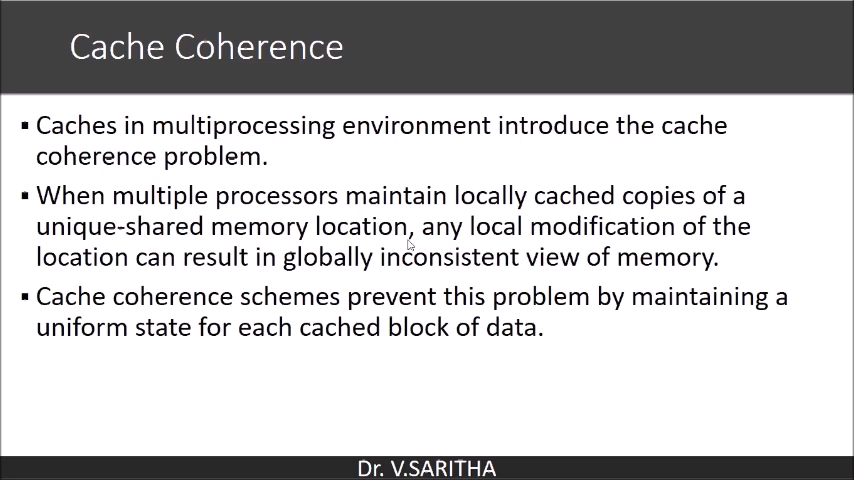 Cache Coherence
▪ Caches in multiprocessing environment introduce the cache
coherence problem.
▪ When multiple processors maintain locally cached copies of a
unique-shared memory location, any local modification of the
location can result in globally inconsistent view of memory.
▪ Cache coherence schemes prevent this problem by maintaining a
uniform state for each cached block of data.
Dr. V.SARITHA